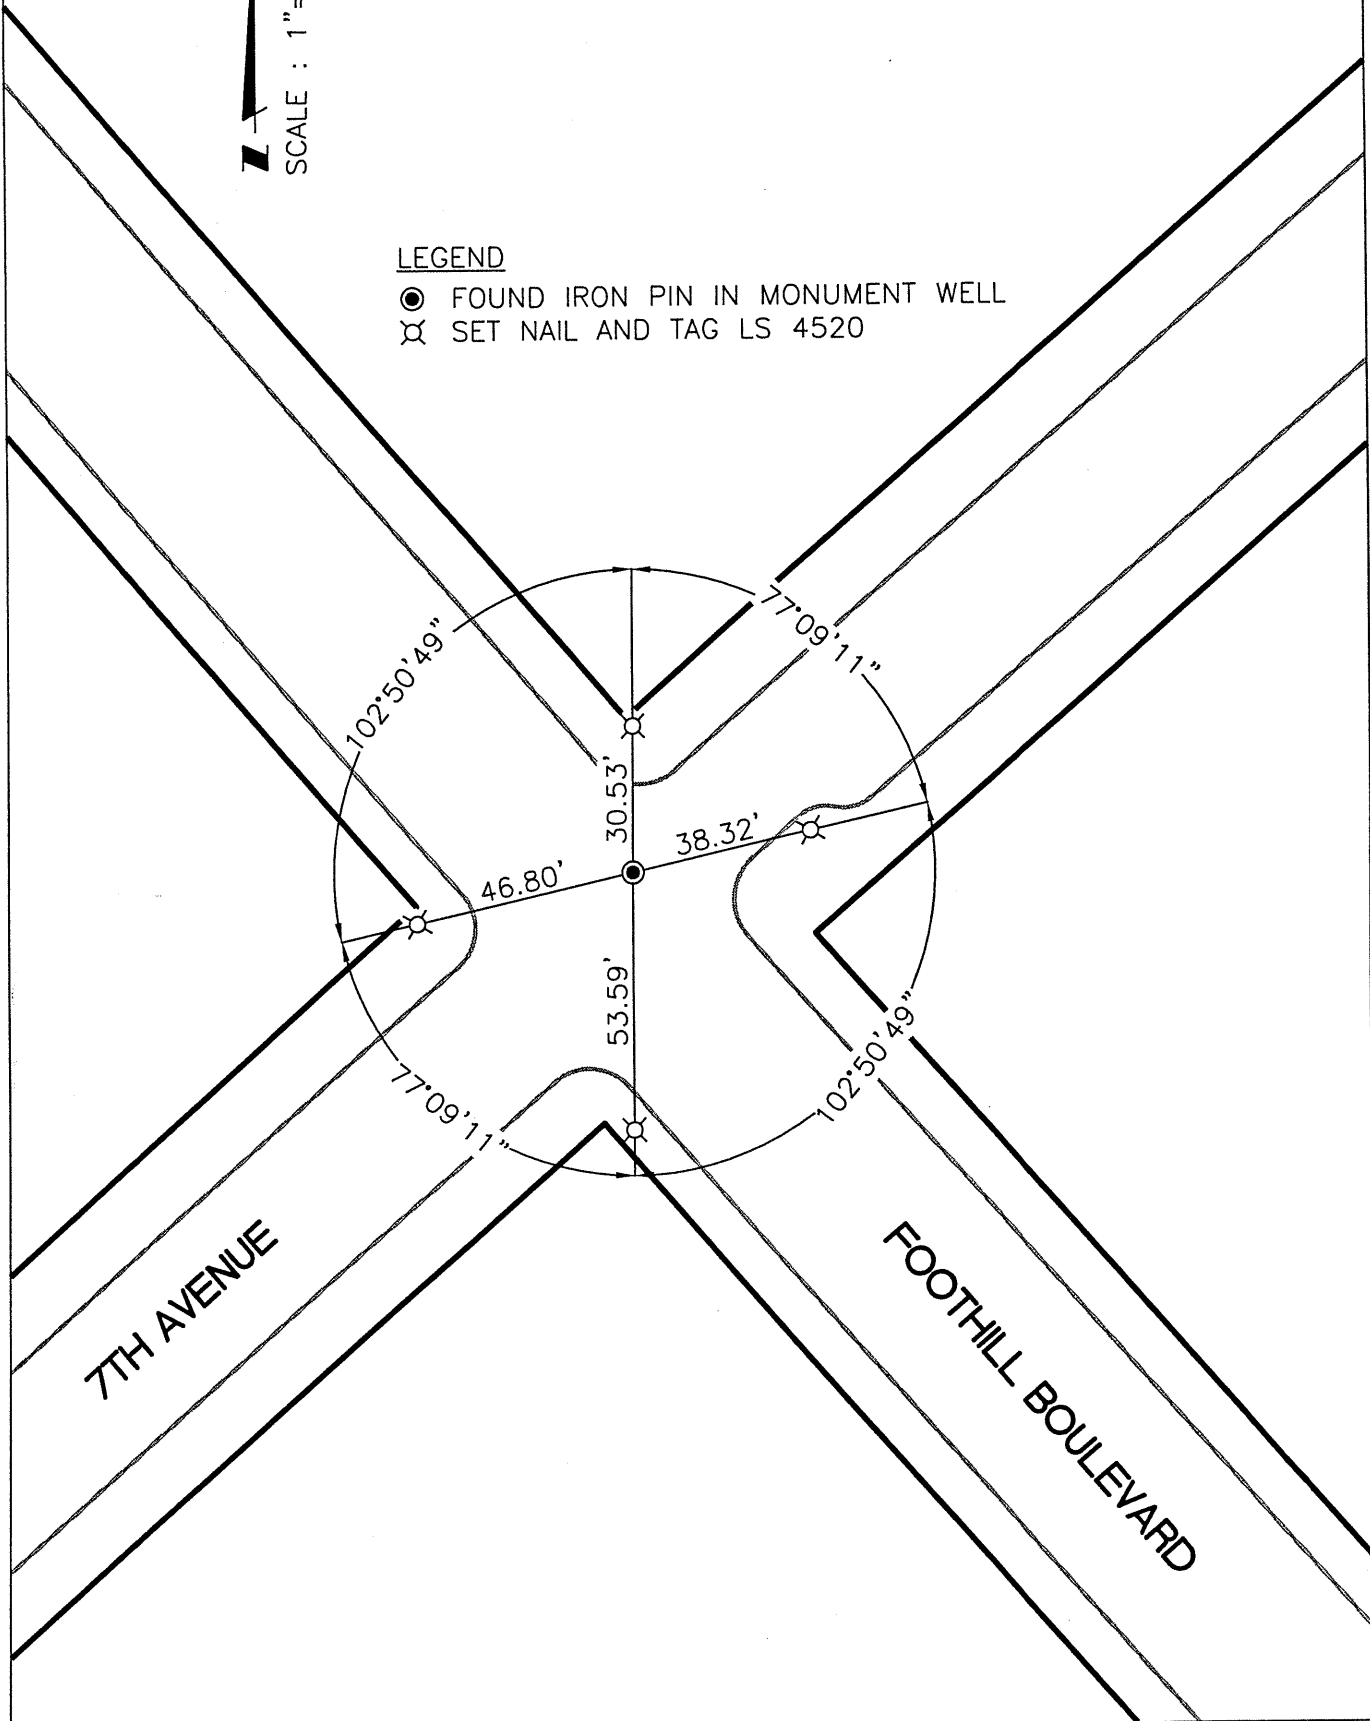 N
SCALE : 1"=
LEGEND
FOUND IRON PIN IN MONUMENT WELL
SET NAIL AND TAG LS 4520
102°50'49"
77°09'11"
30.53'
38.32'
46.80'
53.59'
77°09'11"
102°50'49"
7TH AVENUE
FOOTHILL BOULEVARD